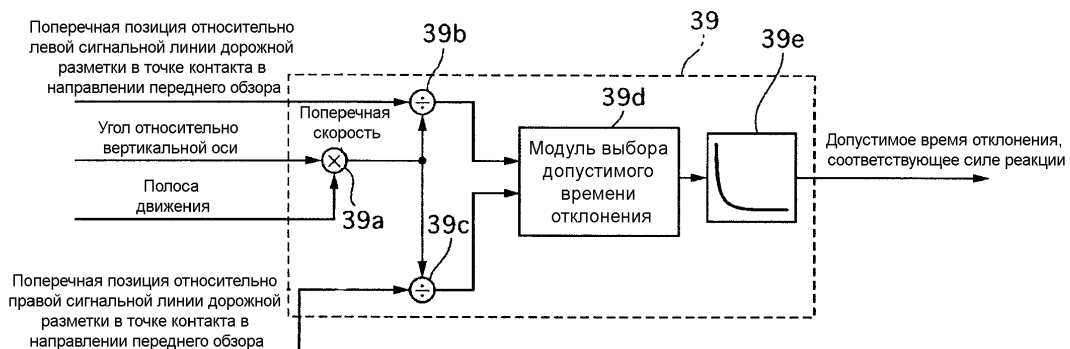 Поперечная позиция относительно
левой сигнальной линии дорожной
разметки в точке контакта в
направлении переднего обзора
39b
39
39e
Поперечная
скорость
39d
Угол относительно
вертикальной оси
Модуль выбора
допустимого
времени
отклонения
Допустимое время отклонения,
соответствующее силе реакции
Полоса
движения
39a
39c
Поперечная позиция относительно
правой сигнальной линии дорожной
разметки в точке контакта в
направлении переднего обзора